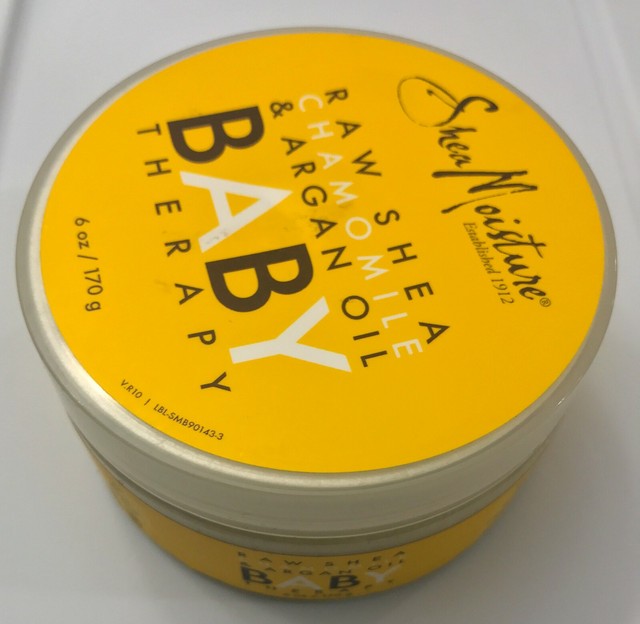 SheaMoisture®
Established 1912
RAW SHEA
CHAMOMILE
& ARGAN OIL
BABY
THERAPY
6 oz / 170 g
V.R10 | LBL-SMB90143-3
RAW SHEA
& ARGAN OIL
BABY
THERAPY